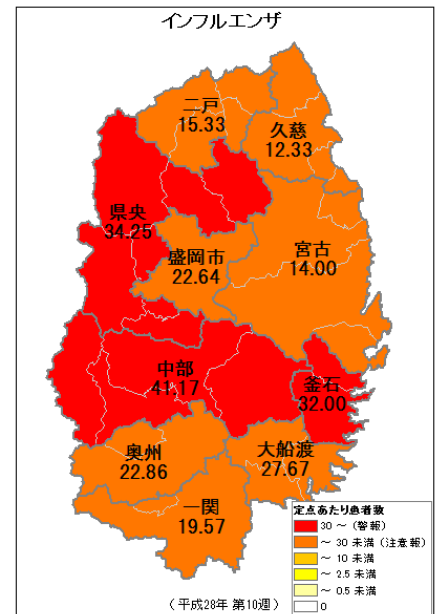 インフルエンザ
二戸
15.33
久慈
12.33
県央
34.25
盛岡市
22.64
宮古
14.00
中部
41.17
釜石
32.00
奥州
22.86
大船渡
27.67
一関
19.57
定点あたり患者数
30 ～ (警報)
～ 30 未満 (注意報)
～ 10 未満
～ 2.5 未満
～ 0.5 未満
0
(平成28年 第10週)